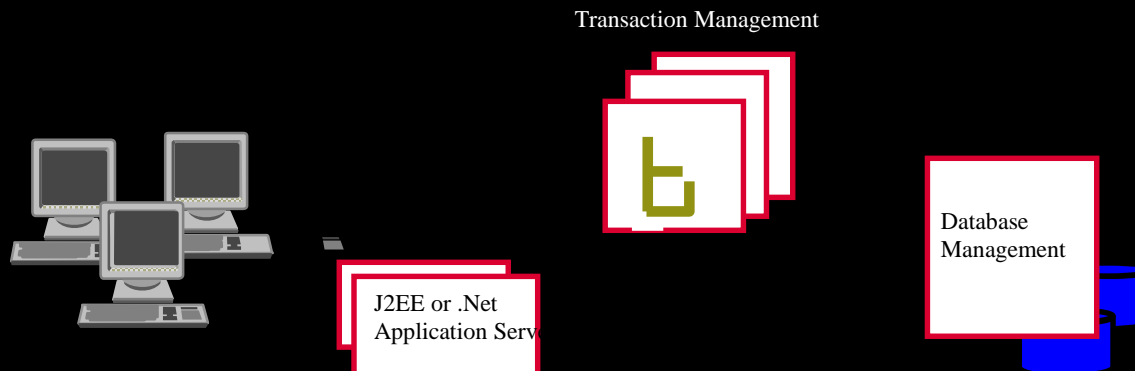 Transaction Management
Database
Management
J2EE or .Net
Application Serv